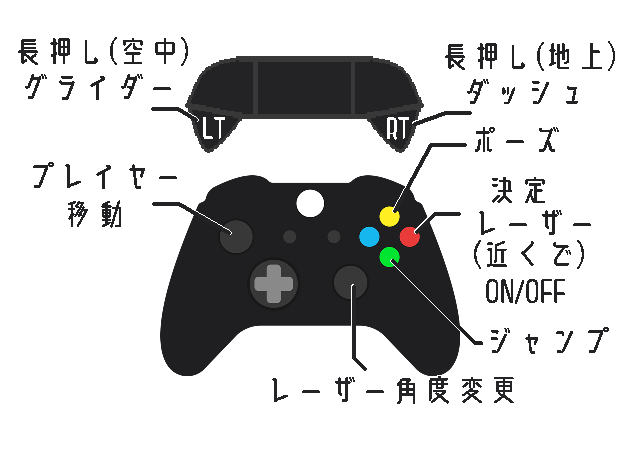 長押し(空中)
グライダー
長押し(地上)
ダッシュ
LT
RT
ポーズ
プレイヤー
移動
決定
レーザー
(近くで)
ON/OFF
ジャンプ
レーザー角度変更